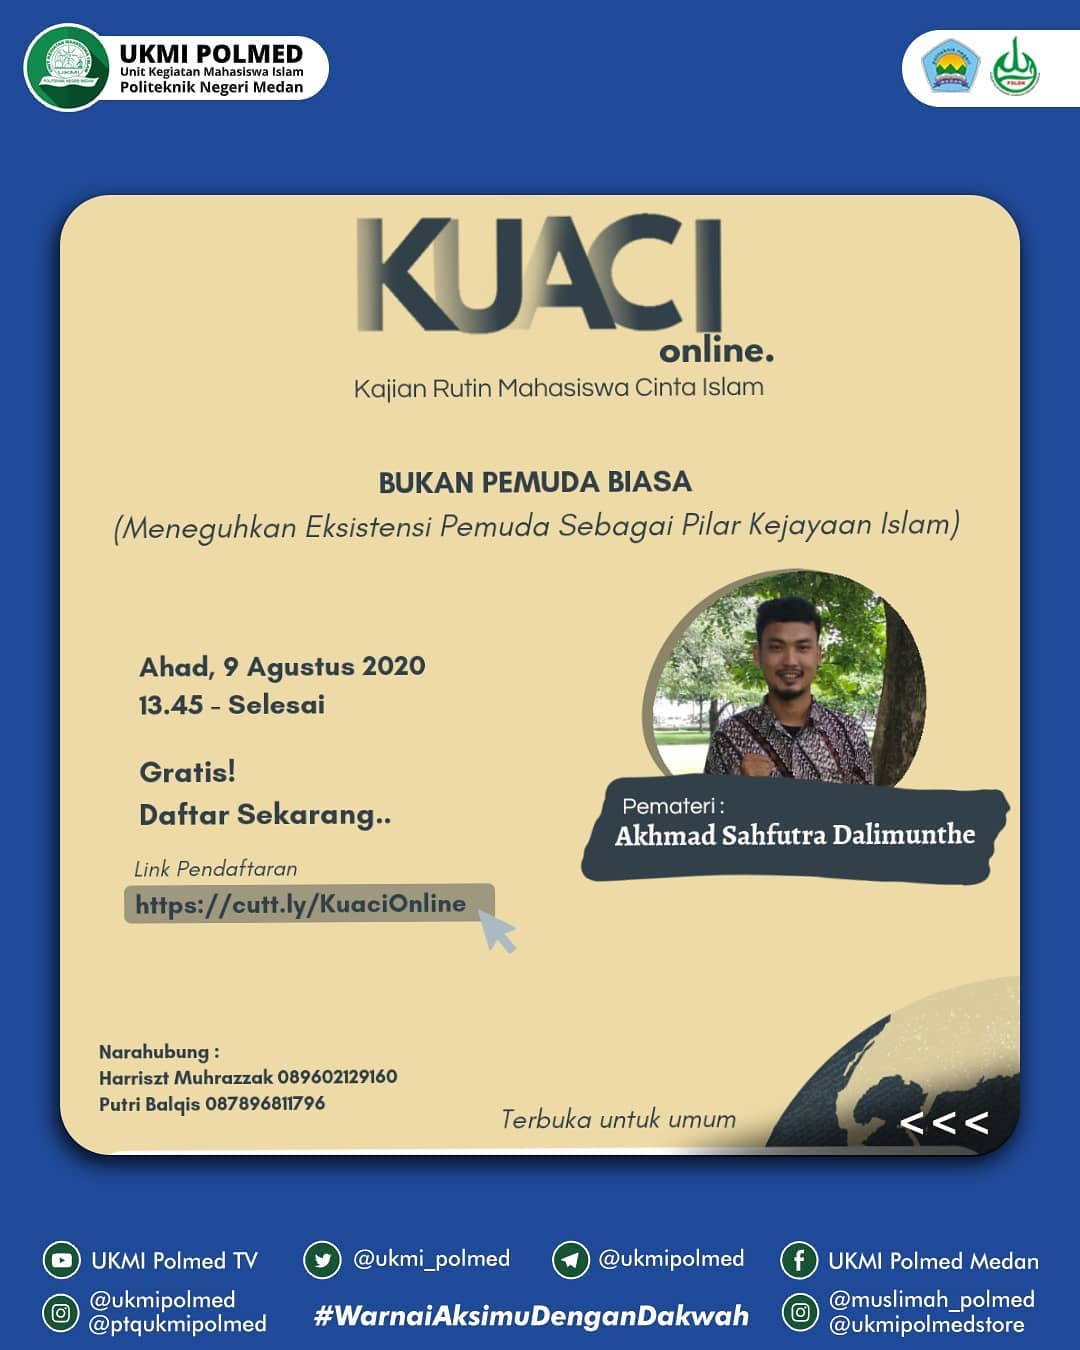 UKMI POLMED
Unit Kegiatan Mahasiswa Islam
Politeknik Negeri Medan
KUACI
online.
Kajian Rutin Mahasiswa Cinta Islam
BUKAN PEMUDA BIASA
(Meneguhkan Eksistensi Pemuda Sebagai Pilar Kejayaan Islam)
Ahad, 9 Agustus 2020
13.45 - Selesai
Gratis!
Daftar Sekarang..
Link Pendaftaran
https://cutt.ly/KuaciOnline
Pemateri :
Akhmad Sahfutra Dalimunthe
Narahubung :
Harriszt Muhrazzak 089602129160
Putri Balqis 087896811796
Terbuka untuk umum
<<<
UKMI Polmed TV
@ukmi_polmed
@ukmipolmed
UKMI Polmed Medan
@ukmipolmed
@ptqukmipolmed
#WarnaiAksimuDenganDakwah
@muslimah_polmed
@ukmipolmedstore